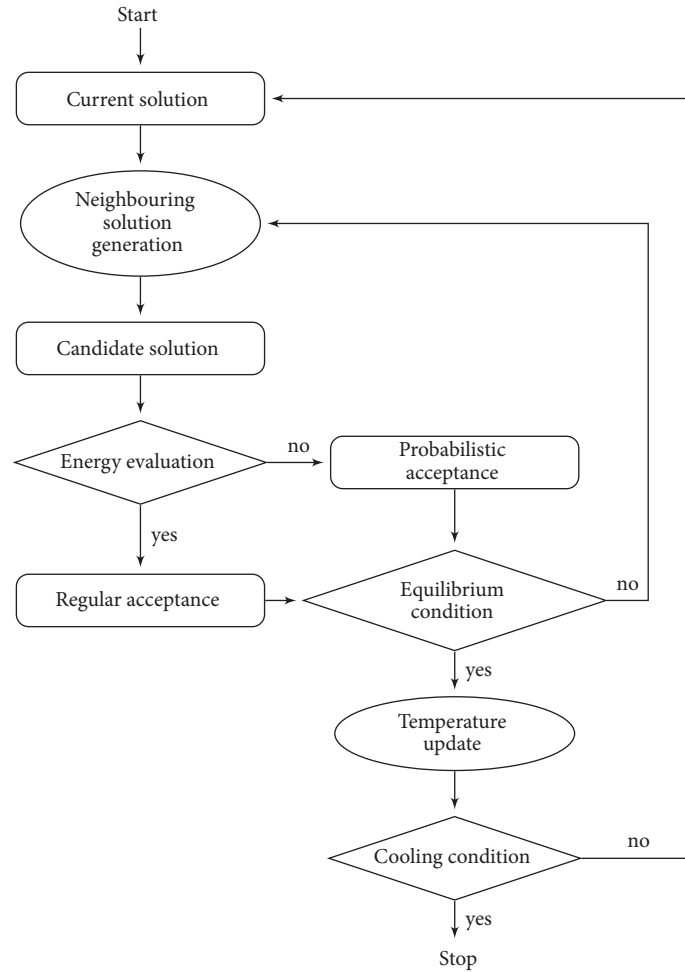 Start
Current solution
Neighbouring
solution
generation
Candidate solution
Energy evaluation
no
Probabilistic
acceptance
yes
Regular acceptance
Equilibrium
condition
no
yes
Temperature
update
Cooling condition
no
yes
Stop